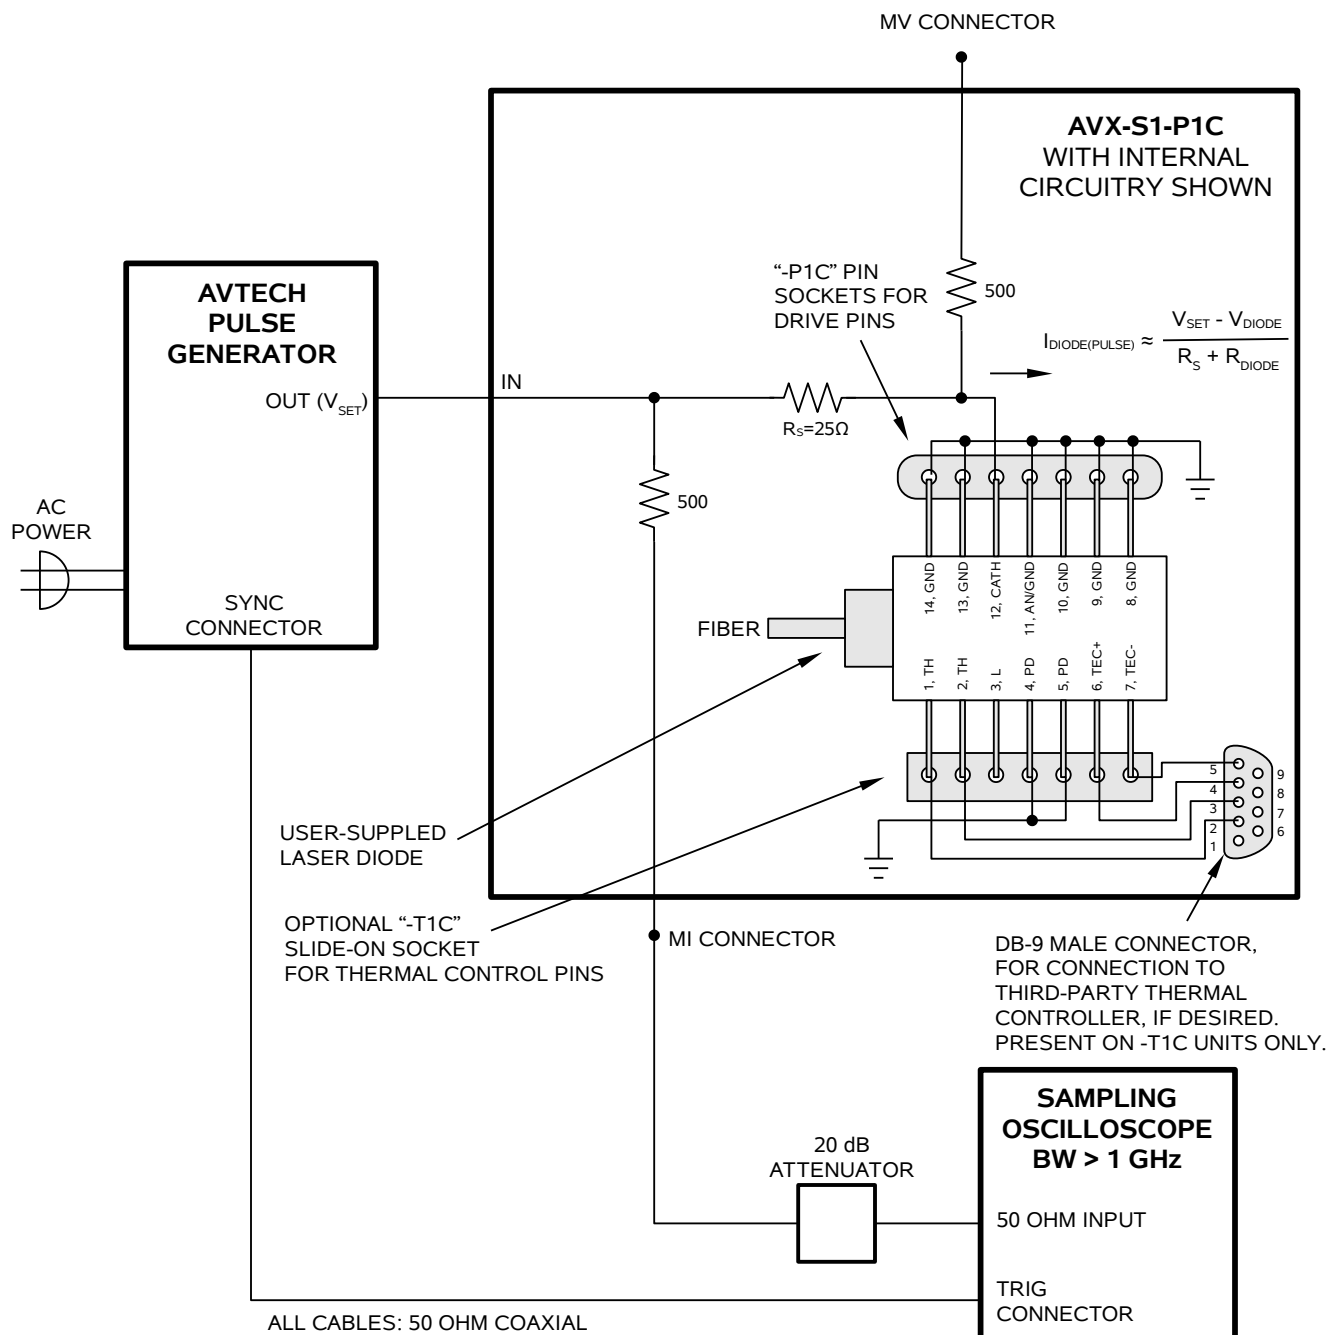 MV CONNECTOR
AVX-S1-P1C
WITH INTERNAL
CIRCUITRY SHOWN
AVTECH
PULSE
GENERATOR
OUT (VSET)
IN
"-P1C" PIN
SOCKETS FOR
DRIVE PINS
500
IDIODE(PULSE) ≈ VSET - VDIODE
RS + RDIODE
RS=25Ω
500
AC
POWER
SYNC
CONNECTOR
FIBER
14, GND
13, GND
12, CATH
11, AN/GND
10, GND
9, GND
8, GND
1, TH
2, TH
3, L
4, PD
5, PD
6, TEC+
7, TEC-
5
4
3
2
1
9
8
7
6
USER-SUPPLED
LASER DIODE
OPTIONAL “-T1C”
SLIDE-ON SOCKET
FOR THERMAL CONTROL PINS
MI CONNECTOR
DB-9 MALE CONNECTOR,
FOR CONNECTION TO
THIRD-PARTY THERMAL
CONTROLLER, IF DESIRED.
PRESENT ON -T1C UNITS ONLY.
SAMPLING
OSCILLOSCOPE
BW > 1 GHz
20 dB
ATTENUATOR
50 OHM INPUT
TRIG
CONNECTOR
ALL CABLES: 50 OHM COAXIAL